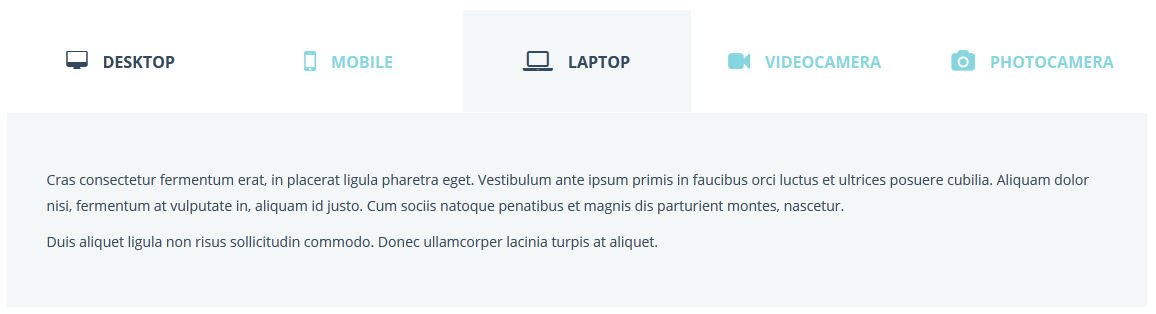 DESKTOP MOBILE LAPTOP VIDEOCAMERA PHOTOCAMERA
Cras consectetur fermentum erat, in placerat ligula pharetra eget. Vestibulum ante ipsum primis in faucibus orci luctus et ultrices posuere cubilia. Aliquam dolor
nisi, fermentum at vulputate in, aliquam id justo. Cum sociis natoque penatibus et magnis dis parturient montes, nascetur.
Duis aliquet ligula non risus sollicitudin commodo. Donec ullamcorper lacinia turpis at aliquet.